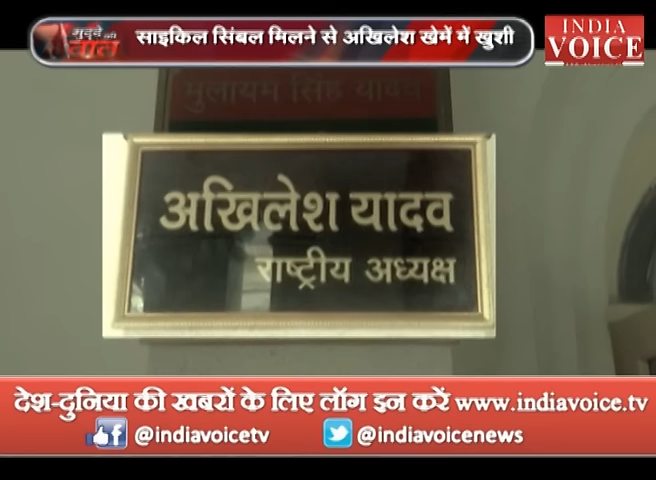 मुद्दे की
बात
साइकिल सिंबल मिलने से अखिलेश खेमें में खुशी
INDIA
VOICE
मुलायम सिंह यादव
अखिलेश यादव
राष्ट्रीय अध्यक्ष
देश-दुनिया की खबरों के लिए लॉग इन करें www.indiavoice.tv
@indiavoicetv @indiavoicenews